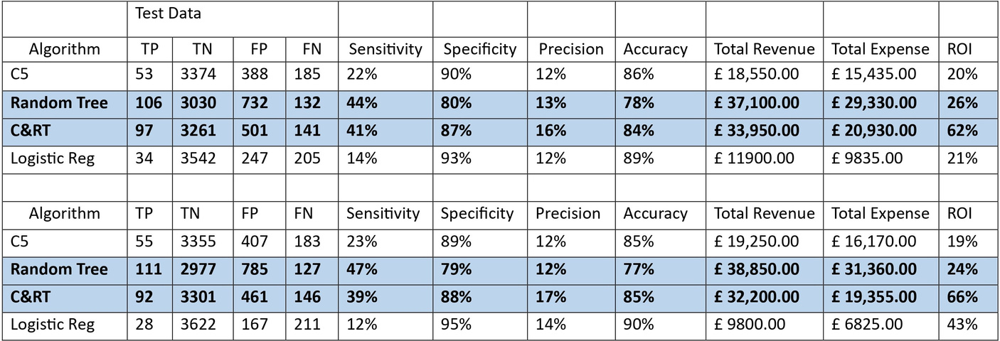 Test Data
Algorithm TP TN FP FN Sensitivity Specificity Precision Accuracy Total Revenue Total Expense ROI
C5 53 3374 388 185 22% 90% 12% 86% £ 18,550.00 £ 15,435.00 20%
Random Tree 106 3030 732 132 44% 80% 13% 78% £ 37,100.00 £ 29,330.00 26%
C&RT 97 3261 501 141 41% 87% 16% 84% £ 33,950.00 £ 20,930.00 62%
Logistic Reg 34 3542 247 205 14% 93% 12% 89% £ 11900.00 £ 9835.00 21%
Algorithm TP TN FP FN Sensitivity Specificity Precision Accuracy Total Revenue Total Expense ROI
C5 55 3355 407 183 23% 89% 12% 85% £ 19,250.00 £ 16,170.00 19%
Random Tree 111 2977 785 127 47% 79% 12% 77% £ 38,850.00 £ 31,360.00 24%
C&RT 92 3301 461 146 39% 88% 17% 85% £ 32,200.00 £ 19,355.00 66%
Logistic Reg 28 3622 167 211 12% 95% 14% 90% £ 9800.00 £ 6825.00 43%